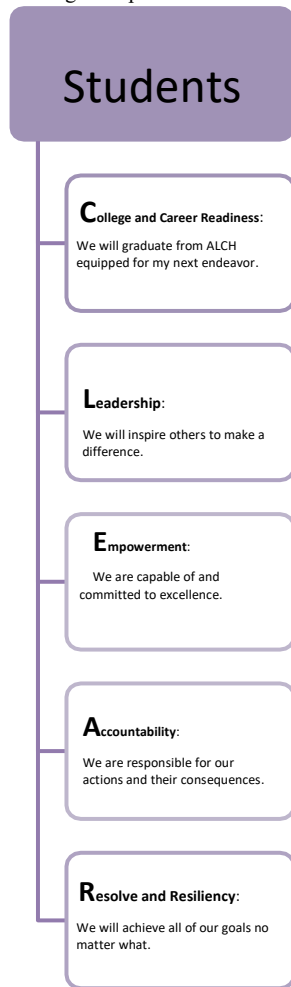 Students
College and Career Readiness:
We will graduate from ALCH
equipped for my next endeavor.
Leadership:
We will inspire others to make a
difference.
Empowerment:
We are capable of and
committed to excellence.
Accountability:
We are responsible for our
actions and their consequences.
Resolve and Resiliency:
We will achieve all of our goals no
matter what.